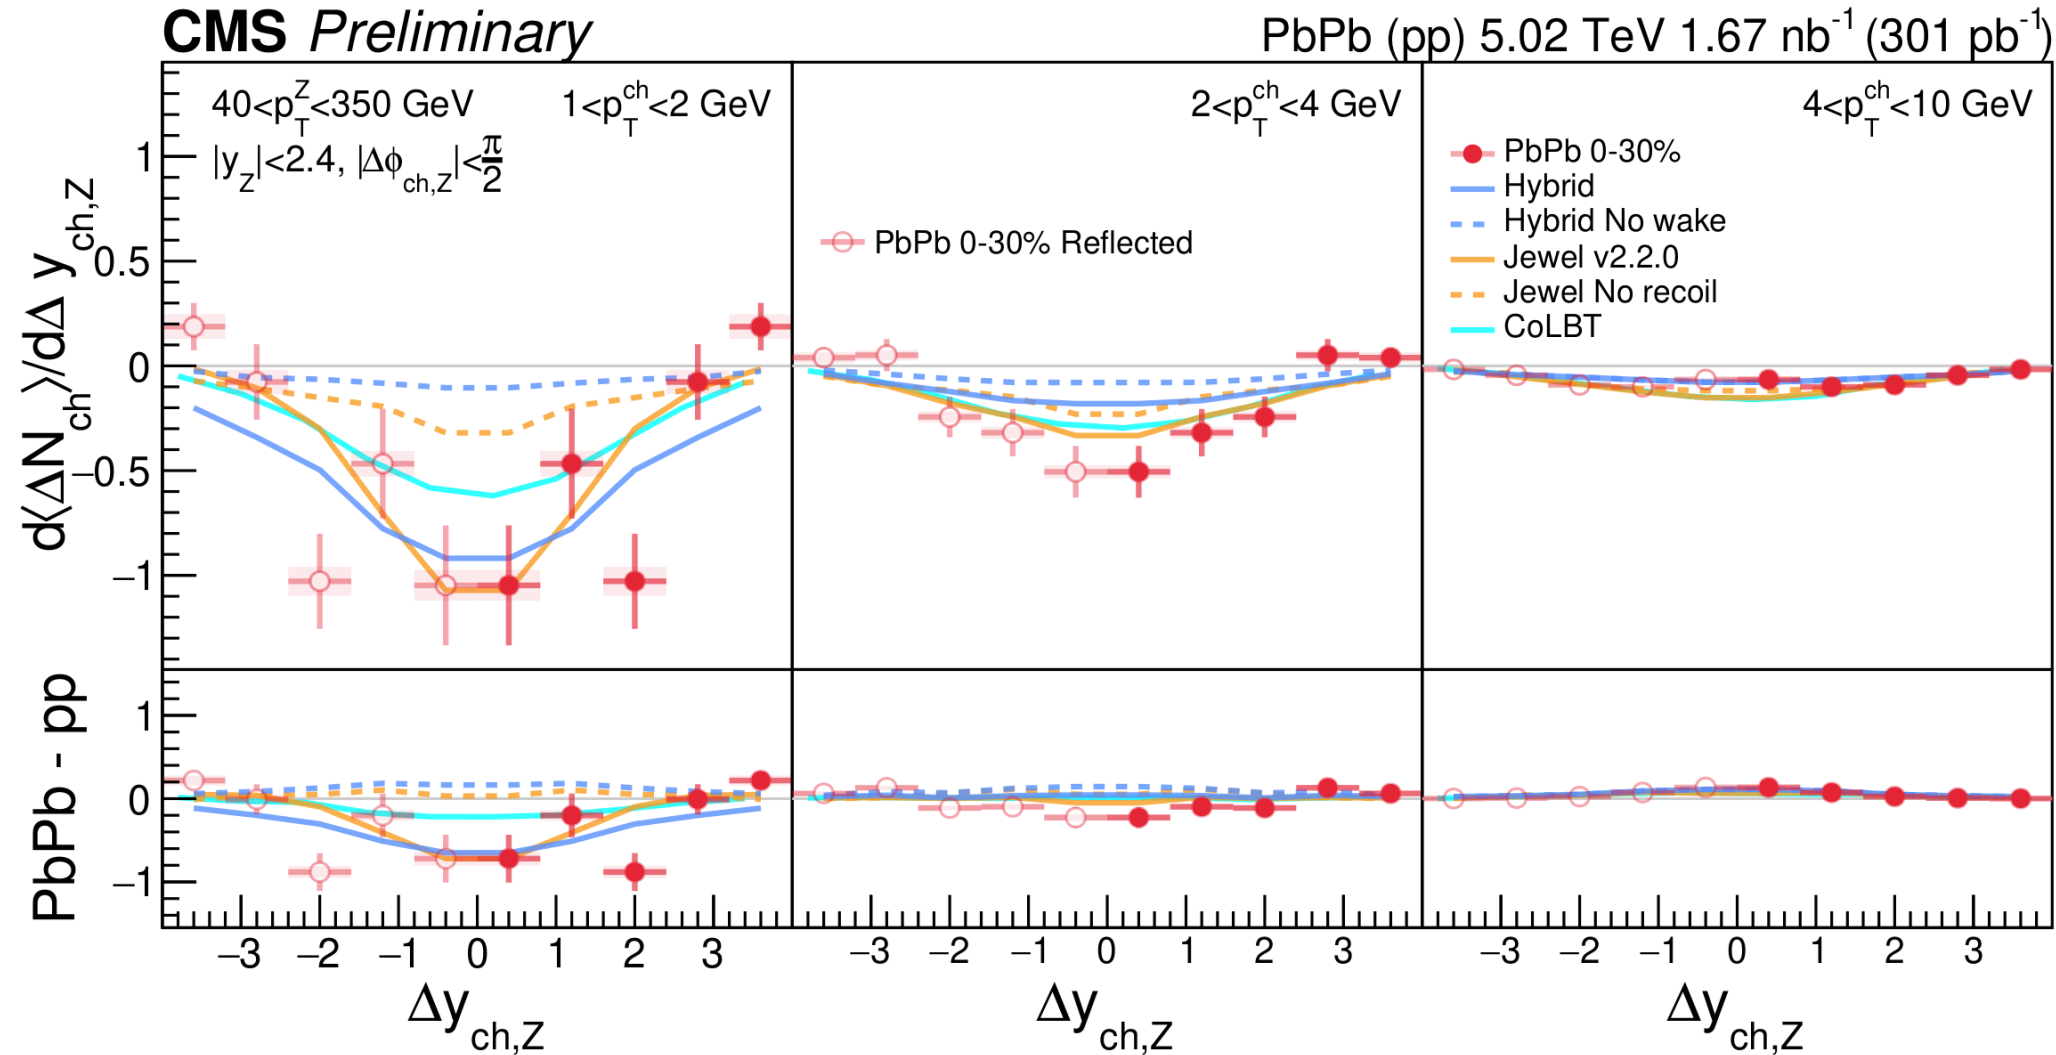 CMS Preliminary
PbPb (pp) 5.02 TeV 1.67 nb⁻¹ (301 pb⁻¹)
40<p_T^Z<350 GeV
1<p_T^ch<2 GeV
|y_Z|<2.4, |Δϕ_ch,Z|<π/2
2<p_T^ch<4 GeV
PbPb 0-30% Reflected
4<p_T^ch<10 GeV
PbPb 0-30%
Hybrid
Hybrid No wake
Jewel v2.2.0
Jewel No recoil
CoLBT
d⟨ΔN_ch⟩/dΔ y_ch,Z
1
0.5
0
−0.5
−1
PbPb - pp
1
0
−1
−3 −2 −1 0 1 2 3
−3 −2 −1 0 1 2 3
−3 −2 −1 0 1 2 3
Δy_ch,Z
Δy_ch,Z
Δy_ch,Z